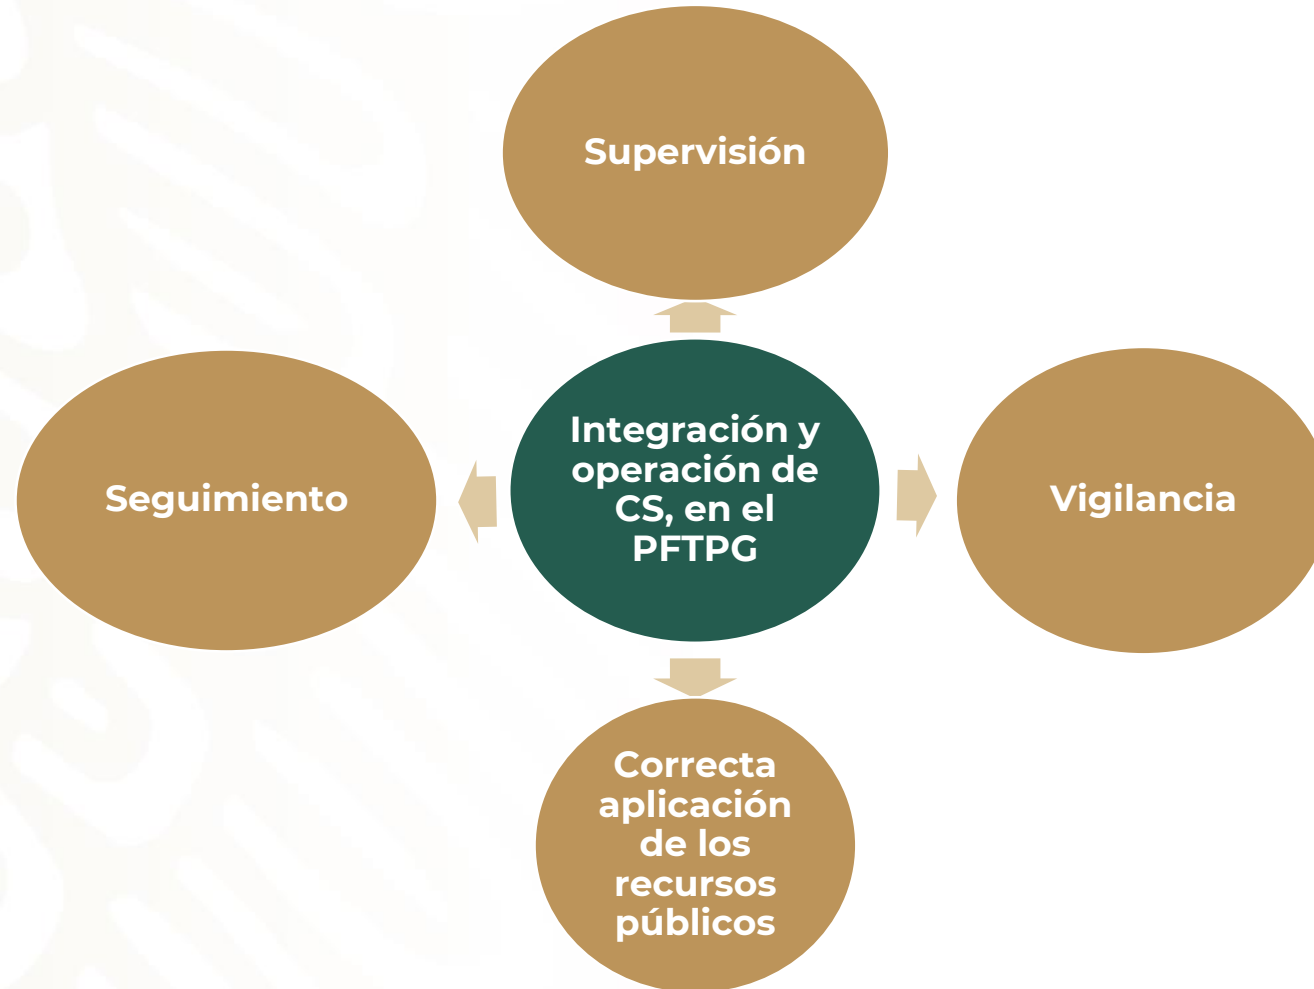 Supervisión
Integración y
operación de
CS, en el
PFTPG
Seguimiento
Vigilancia
Correcta
aplicación
de los
recursos
públicos